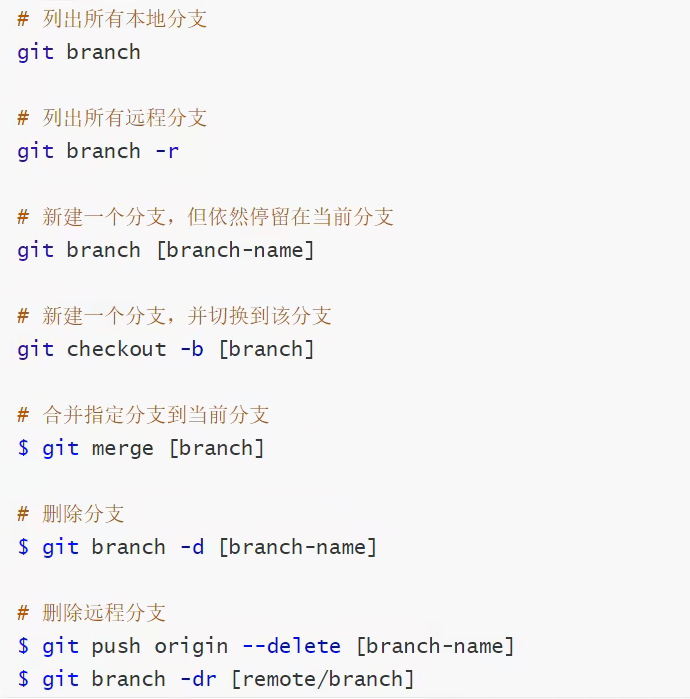 # 列出所有本地分支
git branch
# 列出所有远程分支
git branch -r
# 新建一个分支，但依然停留在当前分支
git branch [branch-name]
# 新建一个分支，并切换到该分支
git checkout -b [branch]
# 合并指定分支到当前分支
$ git merge [branch]
# 删除分支
$ git branch -d [branch-name]
# 删除远程分支
$ git push origin --delete [branch-name]
$ git branch -dr [remote/branch]